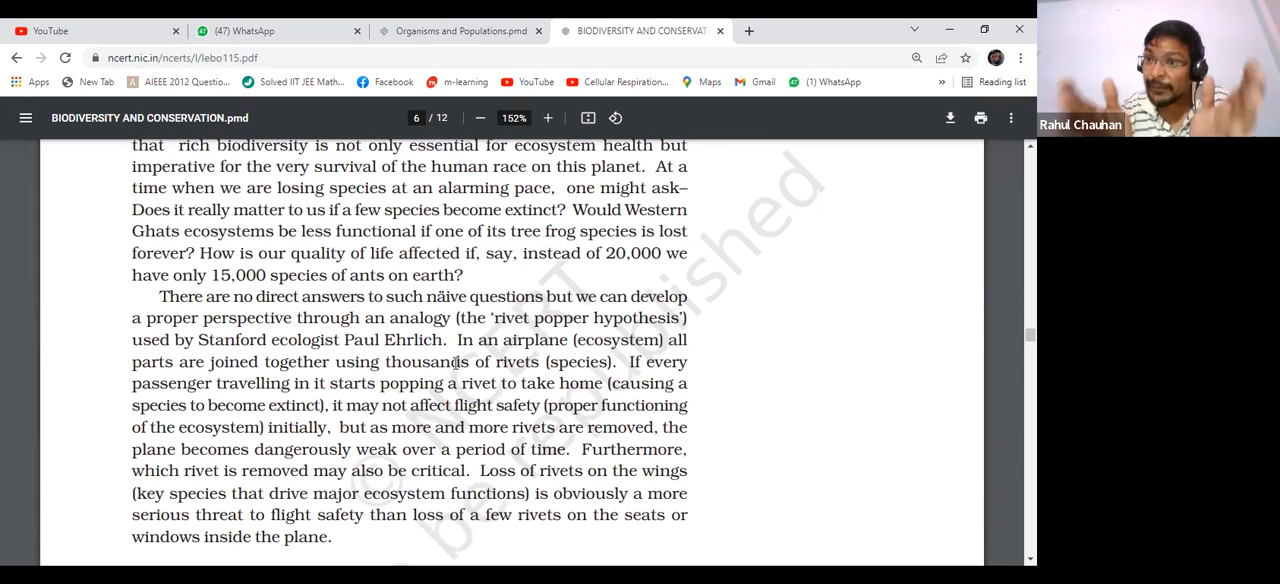 YouTube
(47) WhatsApp
Organisms and Populations.pmd
BIODIVERSITY AND CONSERVAT
ncert.nic.in/ncerts/l/lebo115.pdf
Apps
New Tab
AIEEE 2012 Questio...
Solved IIT JEE Math...
Facebook
m-learning
YouTube
Cellular Respiration...
Maps
Gmail
(1) WhatsApp
»
Reading list
BIODIVERSITY AND CONSERVATION.pmd
6 / 12
152%
Rahul Chauhan
that rich biodiversity is not only essential for ecosystem health but
imperative for the very survival of the human race on this planet. At a
time when we are losing species at an alarming pace, one might ask–
Does it really matter to us if a few species become extinct? Would Western
Ghats ecosystems be less functional if one of its tree frog species is lost
forever? How is our quality of life affected if, say, instead of 20,000 we
have only 15,000 species of ants on earth?
There are no direct answers to such näive questions but we can develop
a proper perspective through an analogy (the ‘rivet popper hypothesis’)
used by Stanford ecologist Paul Ehrlich. In an airplane (ecosystem) all
parts are joined together using thousands of rivets (species). If every
passenger travelling in it starts popping a rivet to take home (causing a
species to become extinct), it may not affect flight safety (proper functioning
of the ecosystem) initially, but as more and more rivets are removed, the
plane becomes dangerously weak over a period of time. Furthermore,
which rivet is removed may also be critical. Loss of rivets on the wings
(key species that drive major ecosystem functions) is obviously a more
serious threat to flight safety than loss of a few rivets on the seats or
windows inside the plane.
© NCERT
be republished